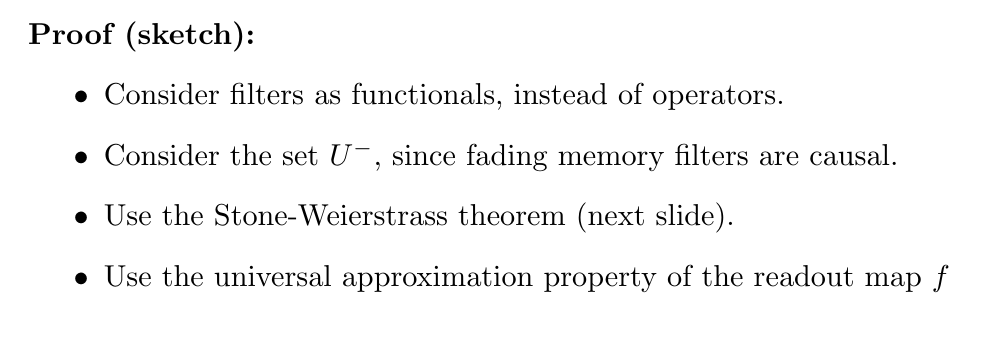 Proof (sketch):
• Consider filters as functionals, instead of operators.
• Consider the set U⁻, since fading memory filters are causal.
• Use the Stone-Weierstrass theorem (next slide).
• Use the universal approximation property of the readout map f